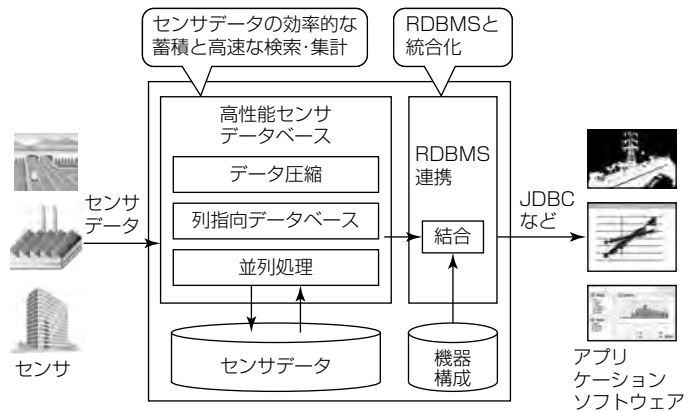 センサデータの効率的な
蓄積と高速な検索・集計
RDBMSと
統合化
高性能センサ
データベース
データ圧縮
列指向データベース
並列処理
RDBMS
連携
結合
センサ
データ
JDBC
など
センサデータ
機器
構成
センサ
アプリ
ケーション
ソフトウェア